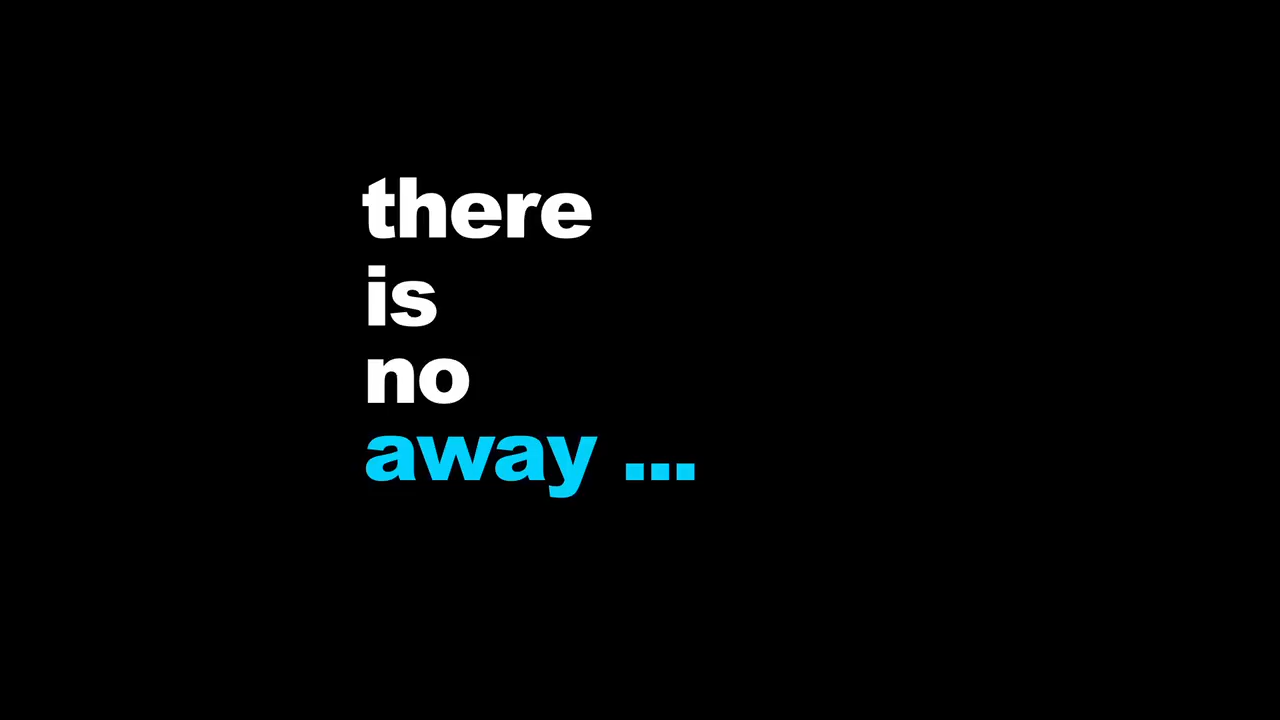 there
is
no
away ...